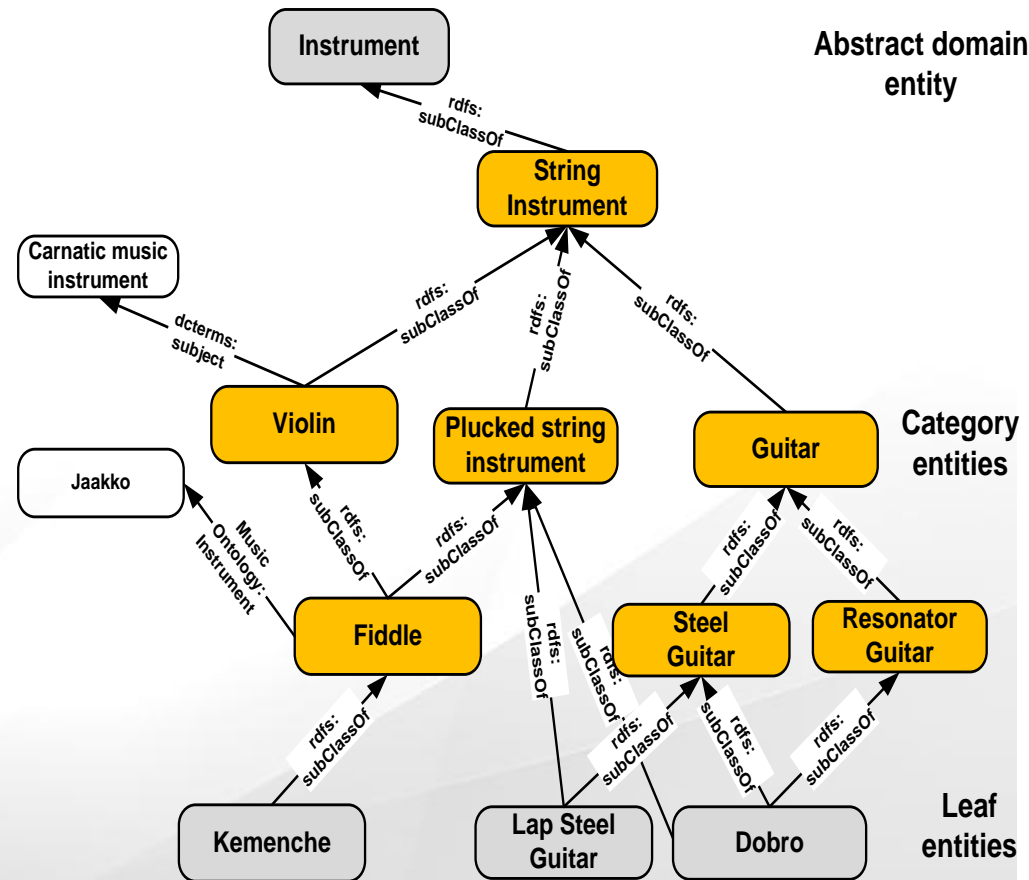 Instrument
Abstract domain
entity
rdfs:
subClassOf
String
Instrument
Carnatic music
instrument
rdfs:
subClassOf
rdfs:
subClassOf
rdfs:
subClassOf
dcterms:
subject
Violin
Plucked string
instrument
Guitar
Category
entities
Jaakko
Music
Ontology:
Instrument
rdfs:
subClassOf
rdfs:
subClassOf
rdfs:
subClassOf
rdfs:
subClassOf
Fiddle
Steel
Guitar
Resonator
Guitar
rdfs:
subClassOf
rdfs:
subClassOf
rdfs:
subClassOf
rdfs:
subClassOf
rdfs:
subClassOf
rdfs:
subClassOf
Kemenche
Lap Steel
Guitar
Dobro
Leaf
entities